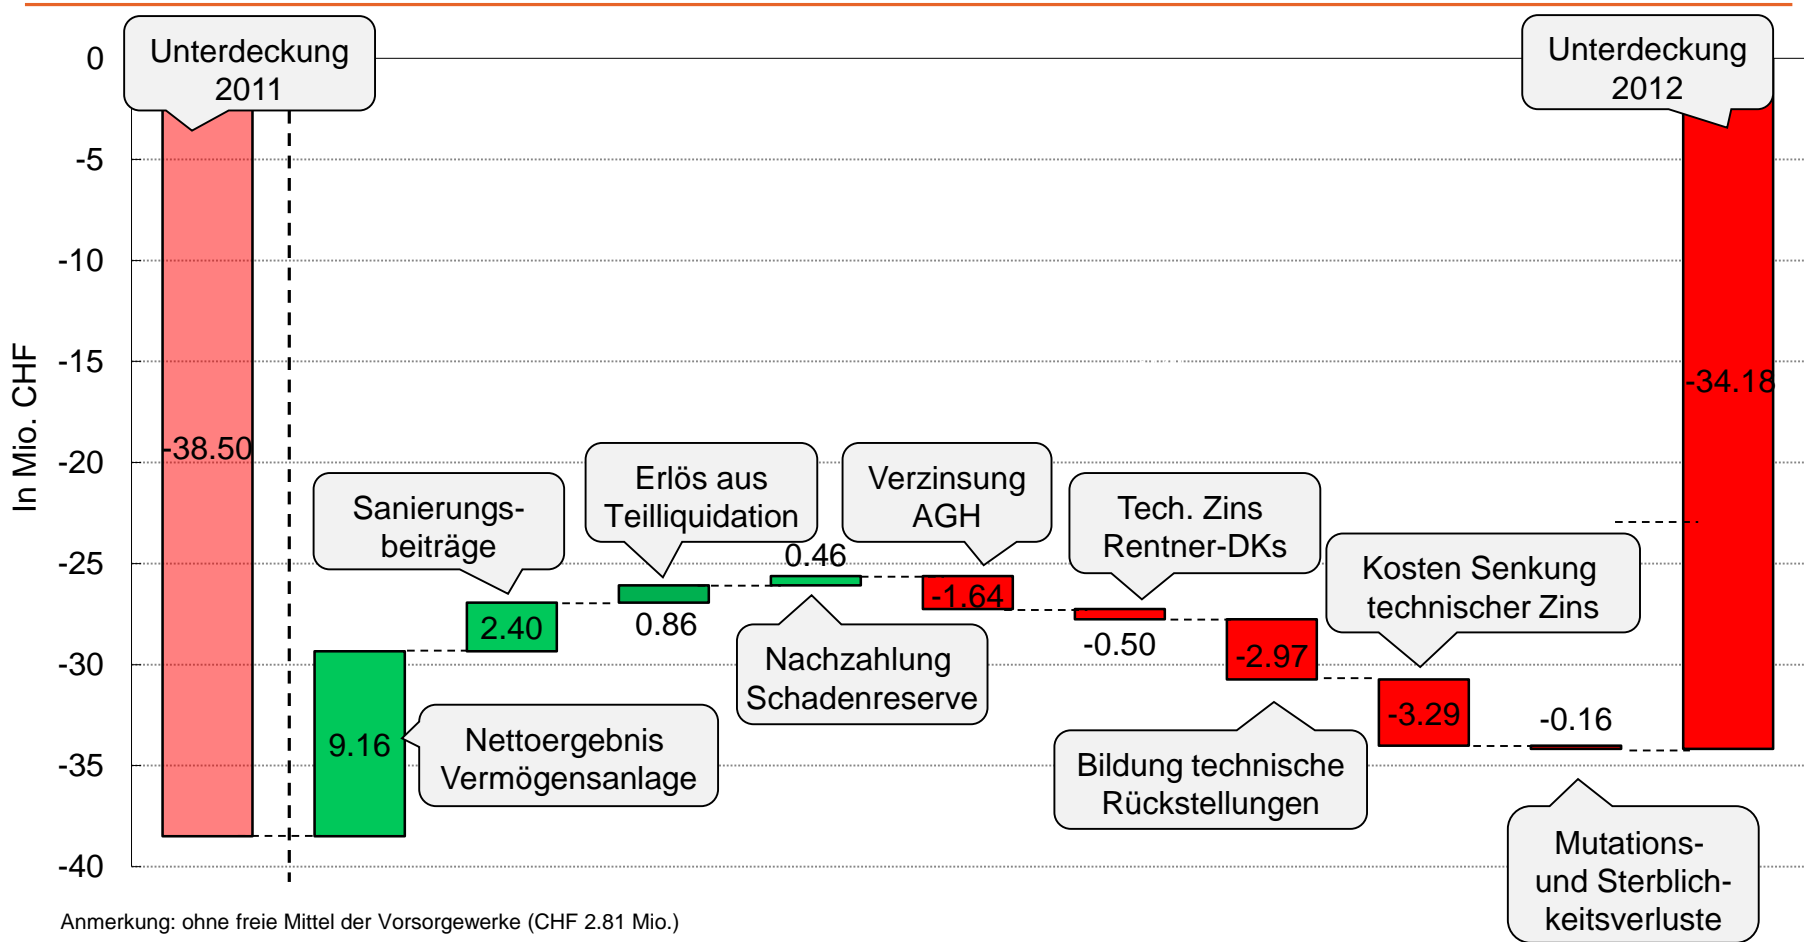 Unterdeckung
2011
Unterdeckung
2012
In Mio. CHF
0
-5
-10
-15
-20
-25
-30
-35
-40
-38.50
9.16
Nettoergebnis
Vermögensanlage
Sanierungs-
beiträge
2.40
Erlös aus
Teilliquidation
0.86
0.46
Nachzahlung
Schadenreserve
Verzinsung
AGH
-1.64
Tech. Zins
Rentner-DKs
-0.50
-2.97
Bildung technische
Rückstellungen
Kosten Senkung
technischer Zins
-3.29
-0.16
Mutations-
und Sterblich-
keitsverluste
-34.18
Anmerkung: ohne freie Mittel der Vorsorgewerke (CHF 2.81 Mio.)